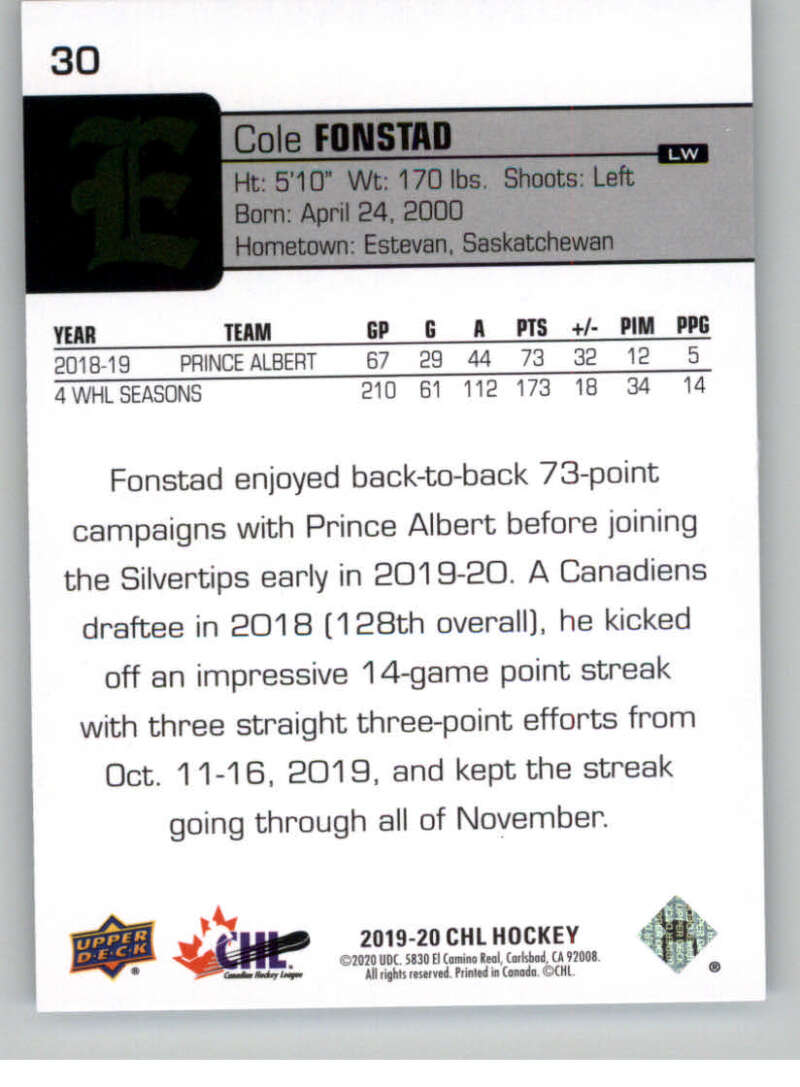 30
E
Cole FONSTAD
LW
Ht: 5'10" Wt: 170 lbs. Shoots: Left
Born: April 24, 2000
Hometown: Estevan, Saskatchewan
YEAR TEAM GP G A PTS +/- PIM PPG
2018-19 PRINCE ALBERT 67 29 44 73 32 12 5
4 WHL SEASONS 210 61 112 173 18 34 14
Fonstad enjoyed back-to-back 73-point
campaigns with Prince Albert before joining
the Silvertips early in 2019-20. A Canadiens
draftee in 2018 (128th overall), he kicked
off an impressive 14-game point streak
with three straight three-point efforts from
Oct. 11-16, 2019, and kept the streak
going through all of November.
UPPER
D·E·C·K
®
CHL
Canadian Hockey League
2019-20 CHL HOCKEY
©2020 UDC. 5830 El Camino Real, Carlsbad, CA 92008.
All rights reserved. Printed in Canada. ©CHL.
®